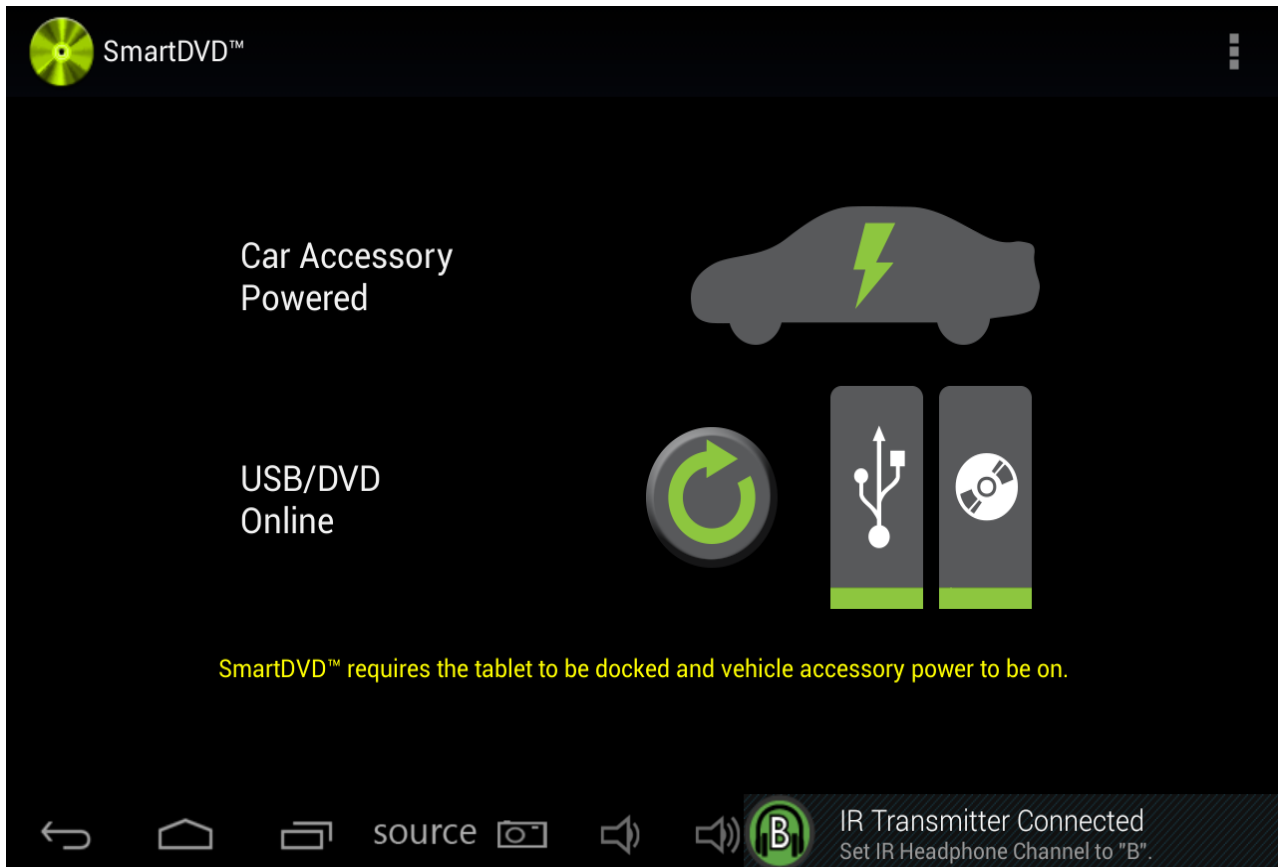 SmartDVD™
Car Accessory
Powered
USB/DVD
Online
SmartDVD™ requires the tablet to be docked and vehicle accessory power to be on.
source
B
IR Transmitter Connected
Set IR Headphone Channel to "B".